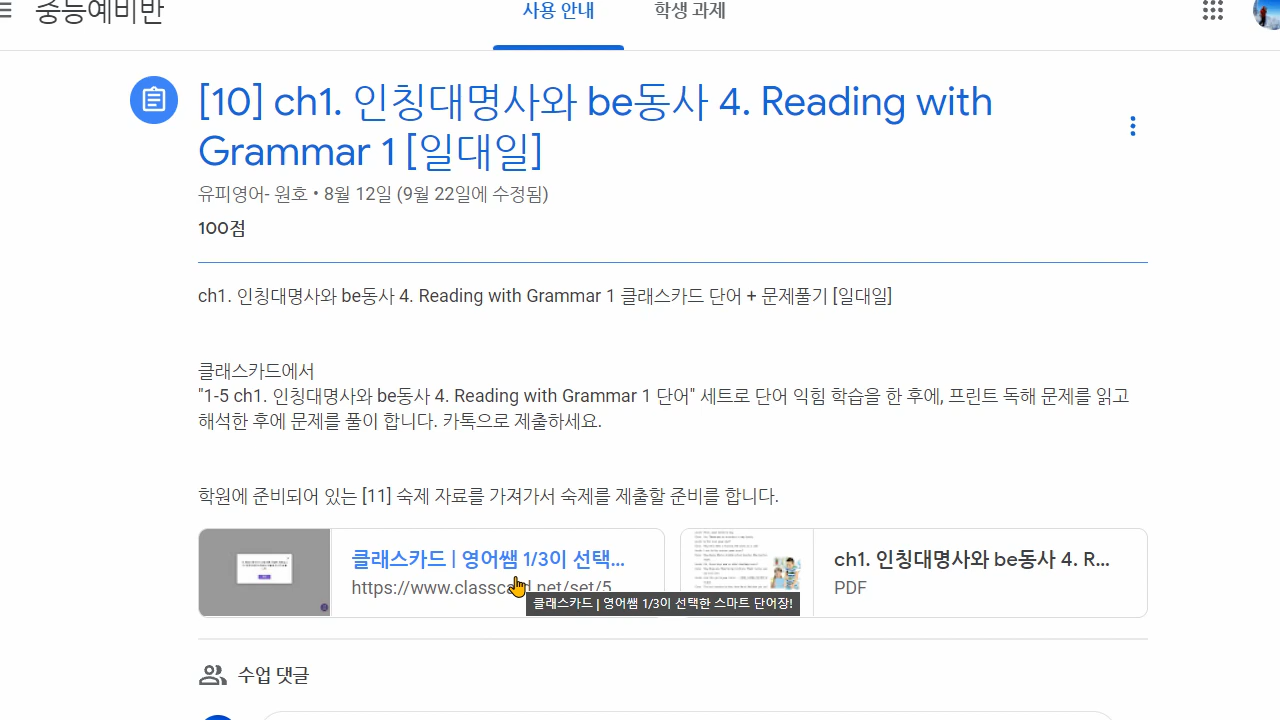 중등예비반
사용 안내
학생 과제
[10] ch1. 인칭대명사와 be동사 4. Reading with
Grammar 1 [일대일]
유피영어- 원호 • 8월 12일 (9월 22일에 수정됨)
100점
ch1. 인칭대명사와 be동사 4. Reading with Grammar 1 클래스카드 단어 + 문제풀기 [일대일]
클래스카드에서
"1-5 ch1. 인칭대명사와 be동사 4. Reading with Grammar 1 단어" 세트로 단어 익힘 학습을 한 후에, 프린트 독해 문제를 읽고
해석한 후에 문제를 풀이 합니다. 카톡으로 제출하세요.
학원에 준비되어 있는 [11] 숙제 자료를 가져가서 숙제를 제출할 준비를 합니다.
클래스카드 | 영어쌤 1/3이 선택...
ch1. 인칭대명사와 be동사 4. R...
PDF
클래스카드 | 영어쌤 1/3이 선택한 스마트 단어장!
수업 댓글